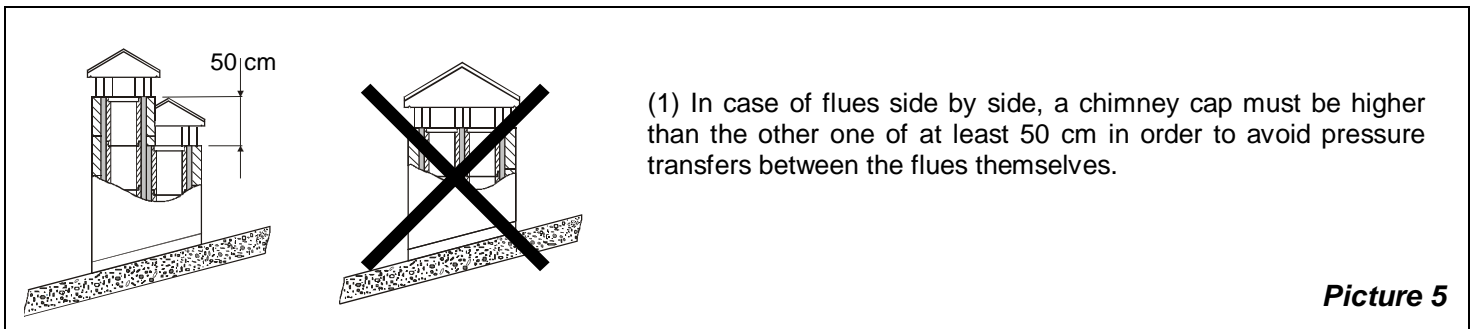 50 cm
(1) In case of flues side by side, a chimney cap must be higher
than the other one of at least 50 cm in order to avoid pressure
transfers between the flues themselves.
Picture 5